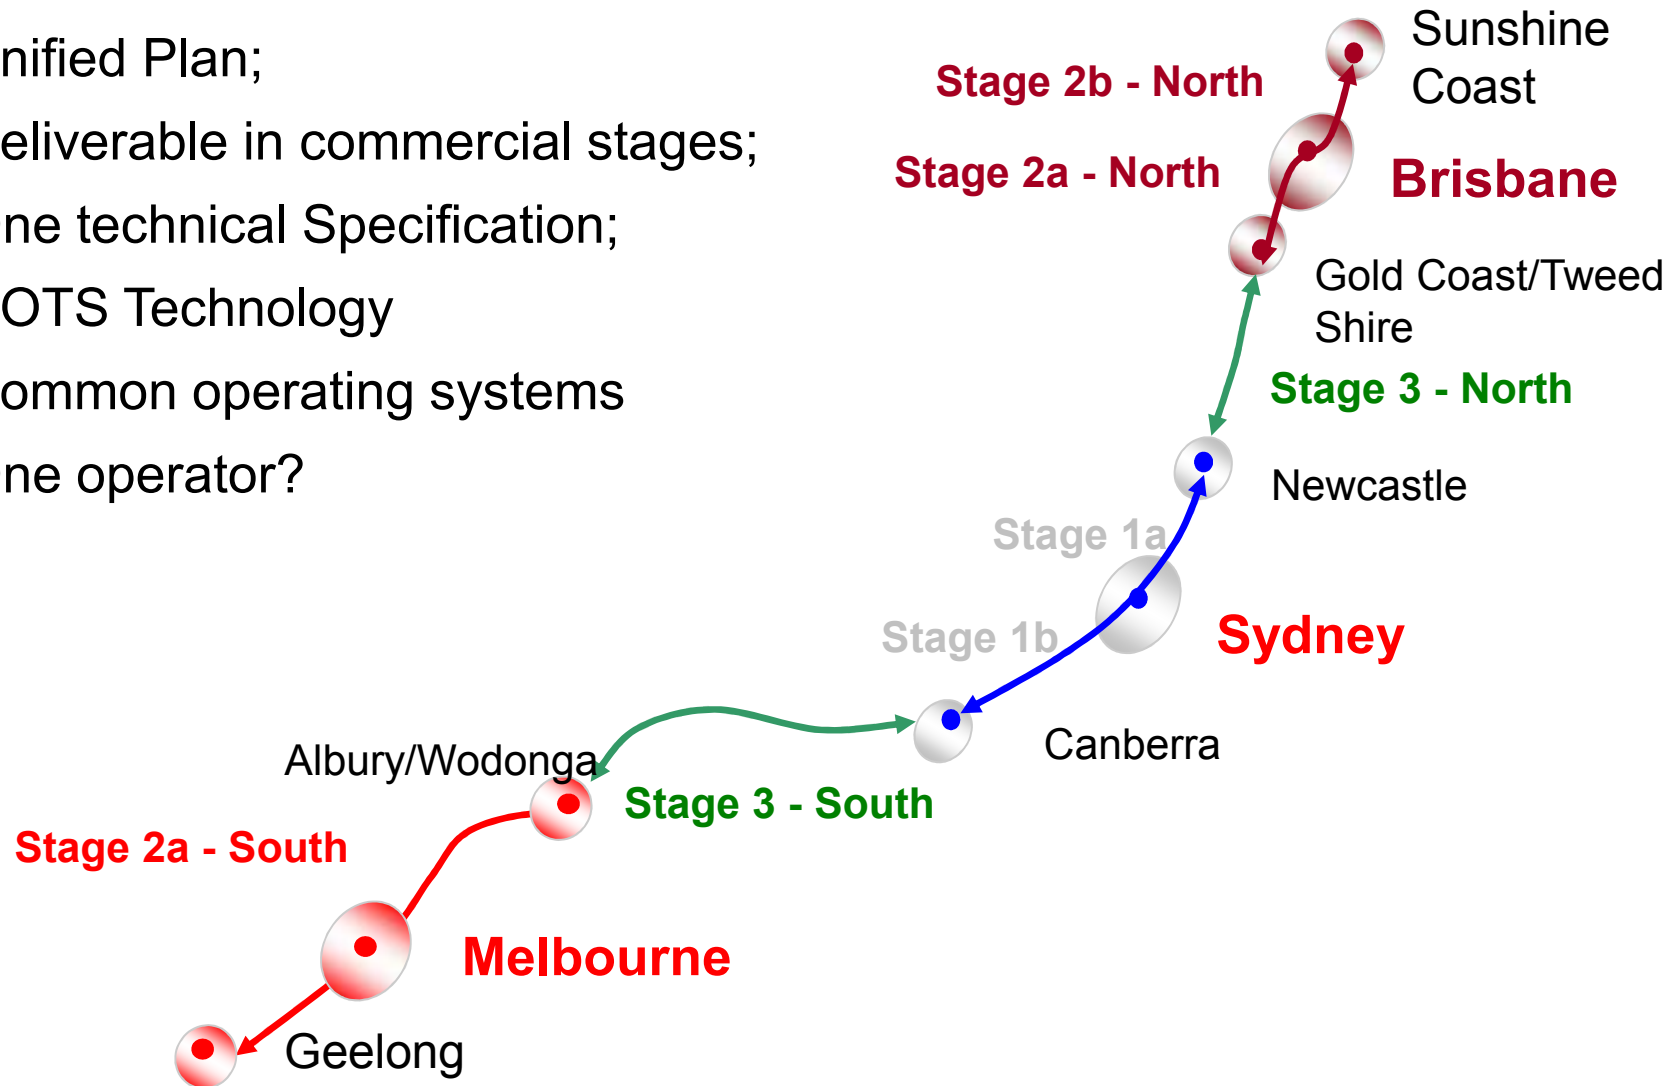 nified Plan;
eliverable in commercial stages;
ne technical Specification;
OTS Technology
ommon operating systems
ne operator?
Sunshine
Coast
Stage 2b - North
Stage 2a - North
Brisbane
Gold Coast/Tweed
Shire
Stage 3 - North
Newcastle
Stage 1a
Stage 1b
Sydney
Canberra
Albury/Wodonga
Stage 3 - South
Stage 2a - South
Melbourne
Geelong